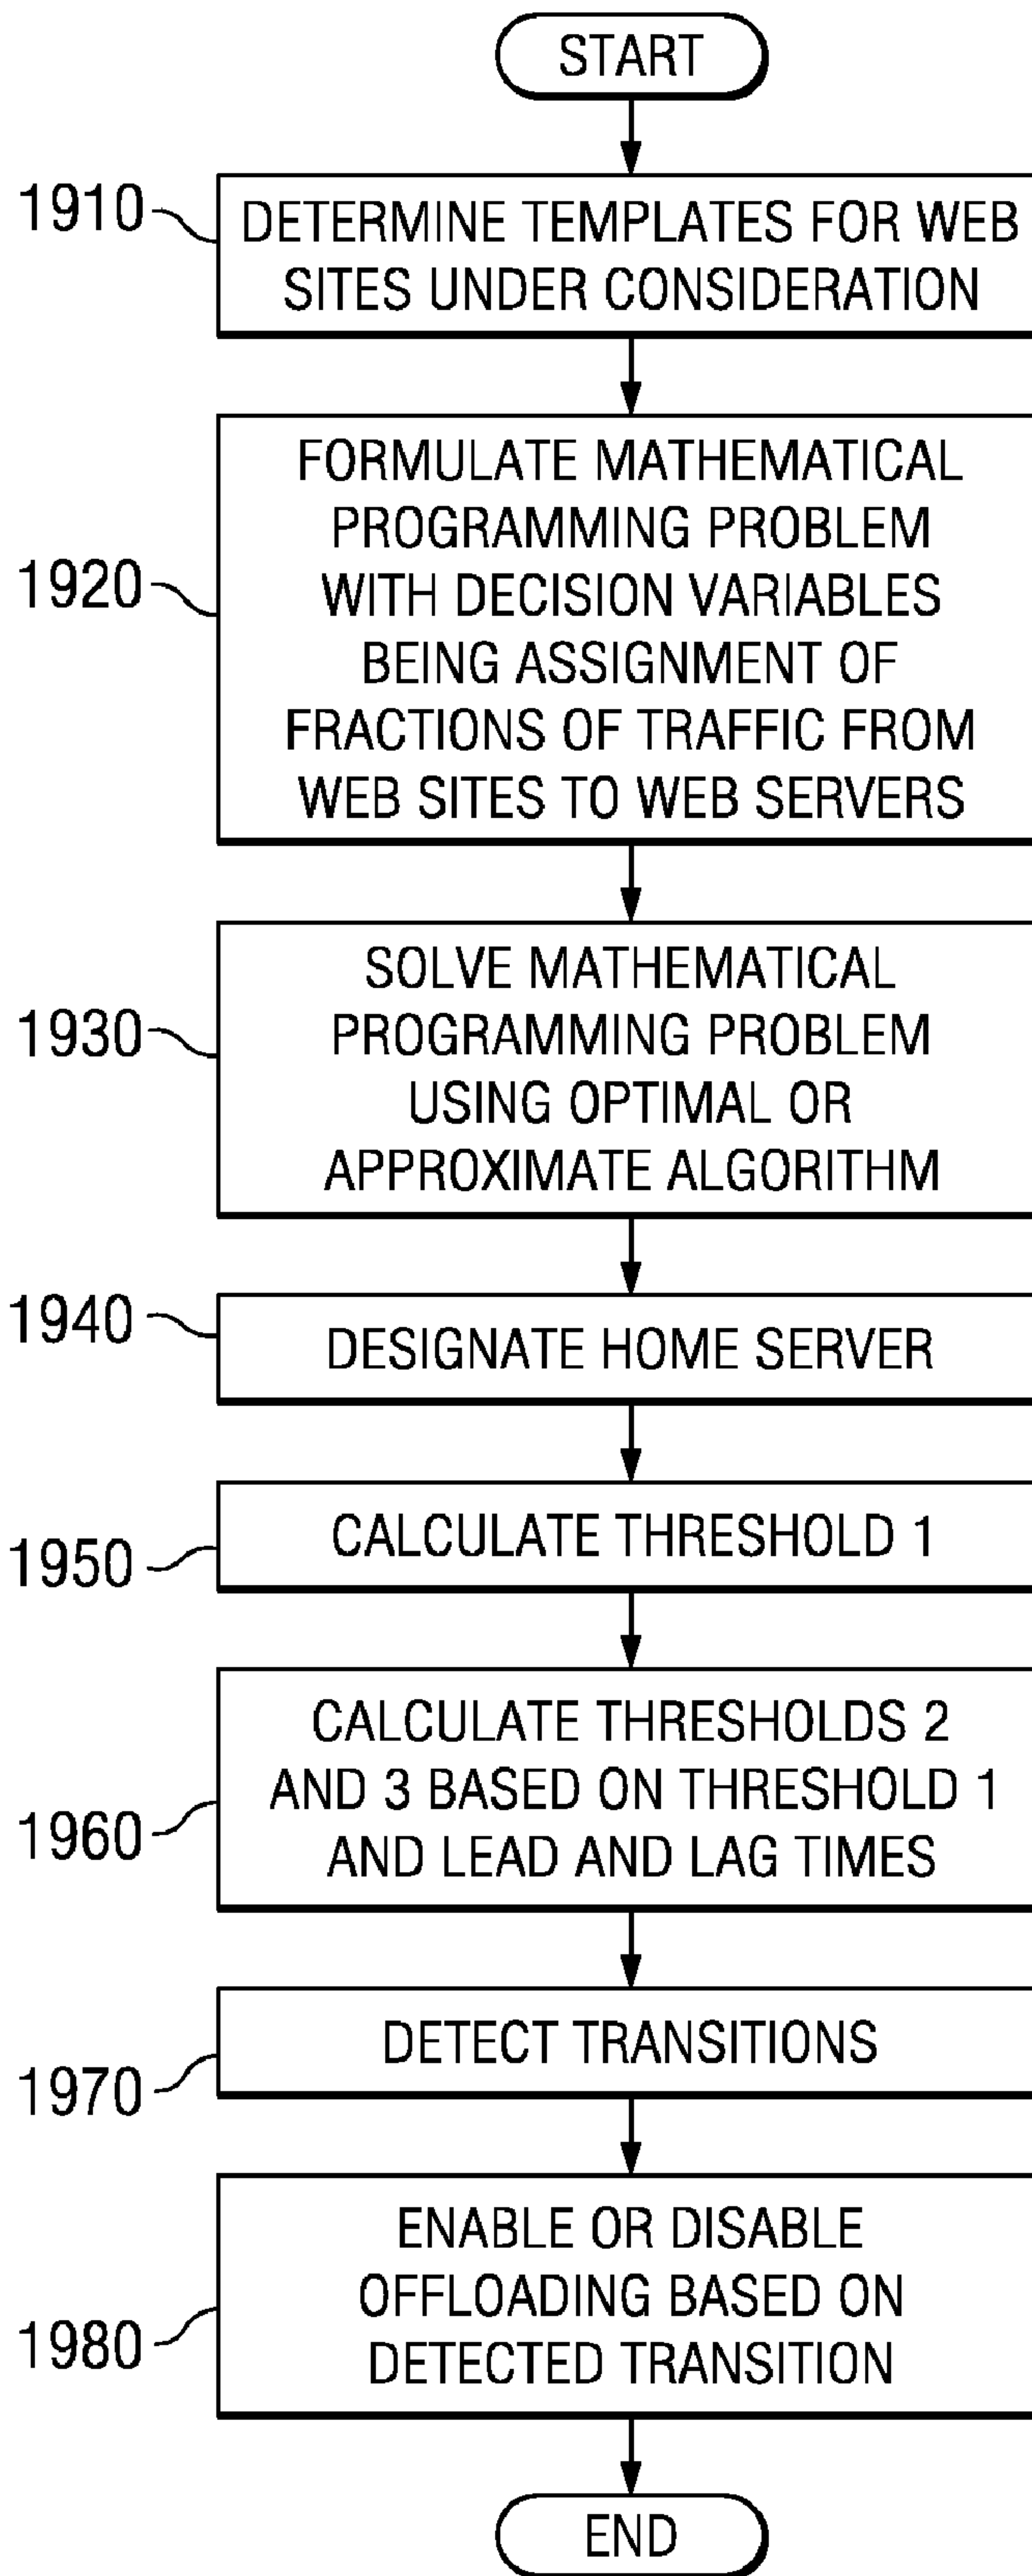 START
1910
DETERMINE TEMPLATES FOR WEB
SITES UNDER CONSIDERATION
1920
FORMULATE MATHEMATICAL
PROGRAMMING PROBLEM
WITH DECISION VARIABLES
BEING ASSIGNMENT OF
FRACTIONS OF TRAFFIC FROM
WEB SITES TO WEB SERVERS
1930
SOLVE MATHEMATICAL
PROGRAMMING PROBLEM
USING OPTIMAL OR
APPROXIMATE ALGORITHM
1940
DESIGNATE HOME SERVER
1950
CALCULATE THRESHOLD 1
1960
CALCULATE THRESHOLDS 2
AND 3 BASED ON THRESHOLD 1
AND LEAD AND LAG TIMES
1970
DETECT TRANSITIONS
1980
ENABLE OR DISABLE
OFFLOADING BASED ON
DETECTED TRANSITION
END